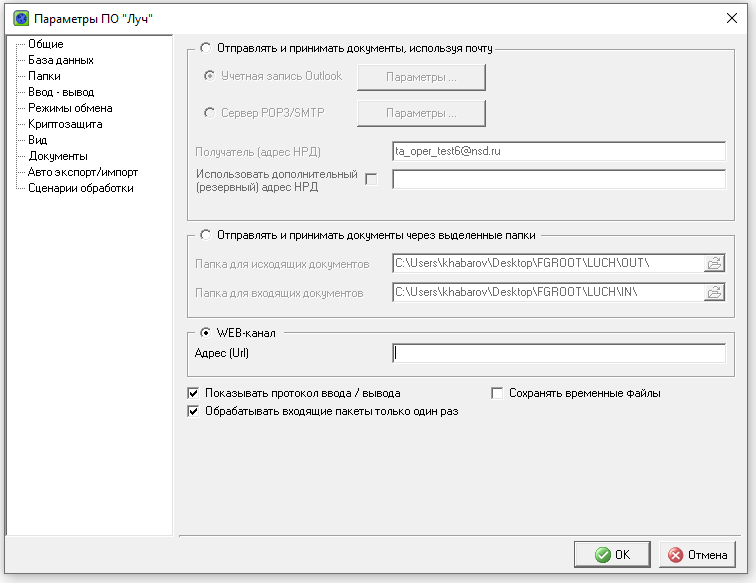 Параметры ПО "Луч"
Общие
База данных
Папки
Ввод - вывод
Режимы обмена
Криптозащита
Вид
Документы
Авто экспорт/импорт
Сценарии обработки
Отправлять и принимать документы, используя почту
Учетная запись Outlook
Параметры ...
Сервер POP3/SMTP
Параметры ...
Получатель (адрес НРД)
ta_oper_test6@nsd.ru
Использовать дополнительный
(резервный) адрес НРД
Отправлять и принимать документы через выделенные папки
Папка для исходящих документов
C:\Users\khabarov\Desktop\FGROOT\LUCH\OUT\
Папка для входящих документов
C:\Users\khabarov\Desktop\FGROOT\LUCH\IN\
WEB-канал
Адрес (Url)
Показывать протокол ввода / вывода
Сохранять временные файлы
Обрабатывать входящие пакеты только один раз
OK
Отмена